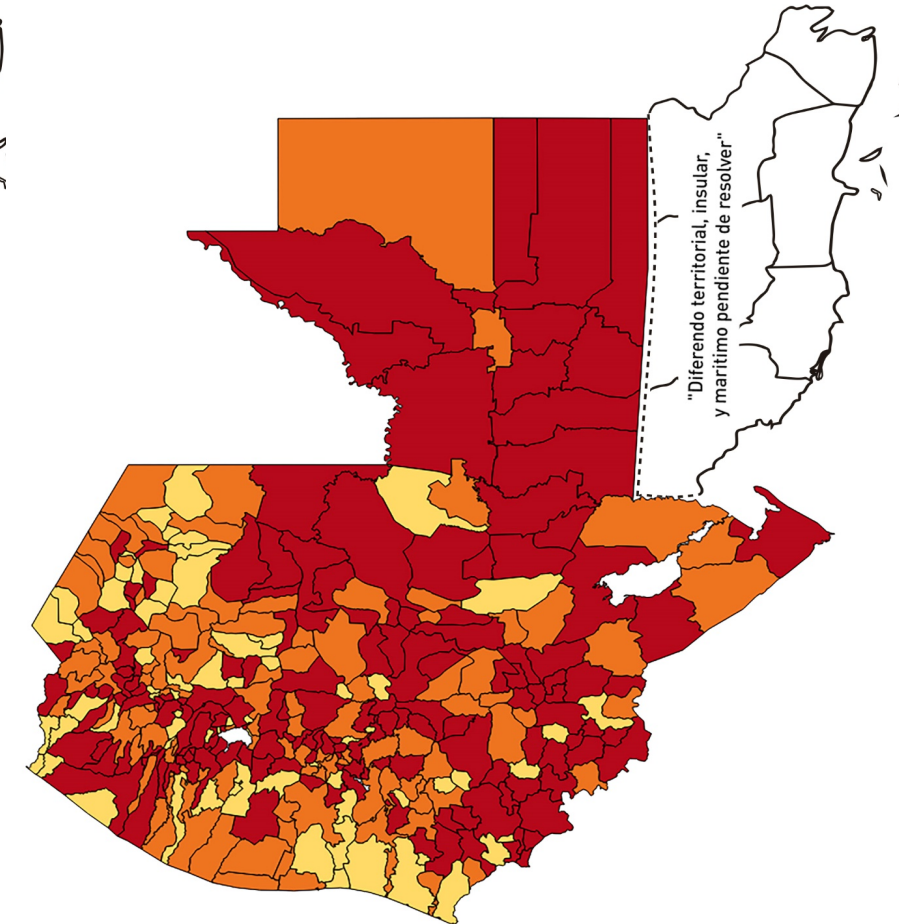 "Diferendo territorial, insular,
y marítimo pendiente de resolver"